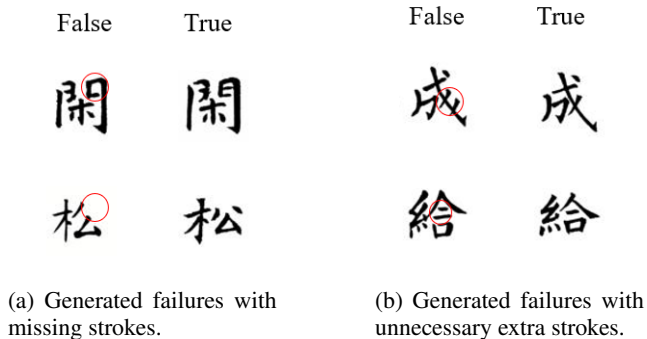 False True
閑 閑
松 松
(a) Generated failures with
missing strokes.
False True
成 成
給 給
(b) Generated failures with
unnecessary extra strokes.